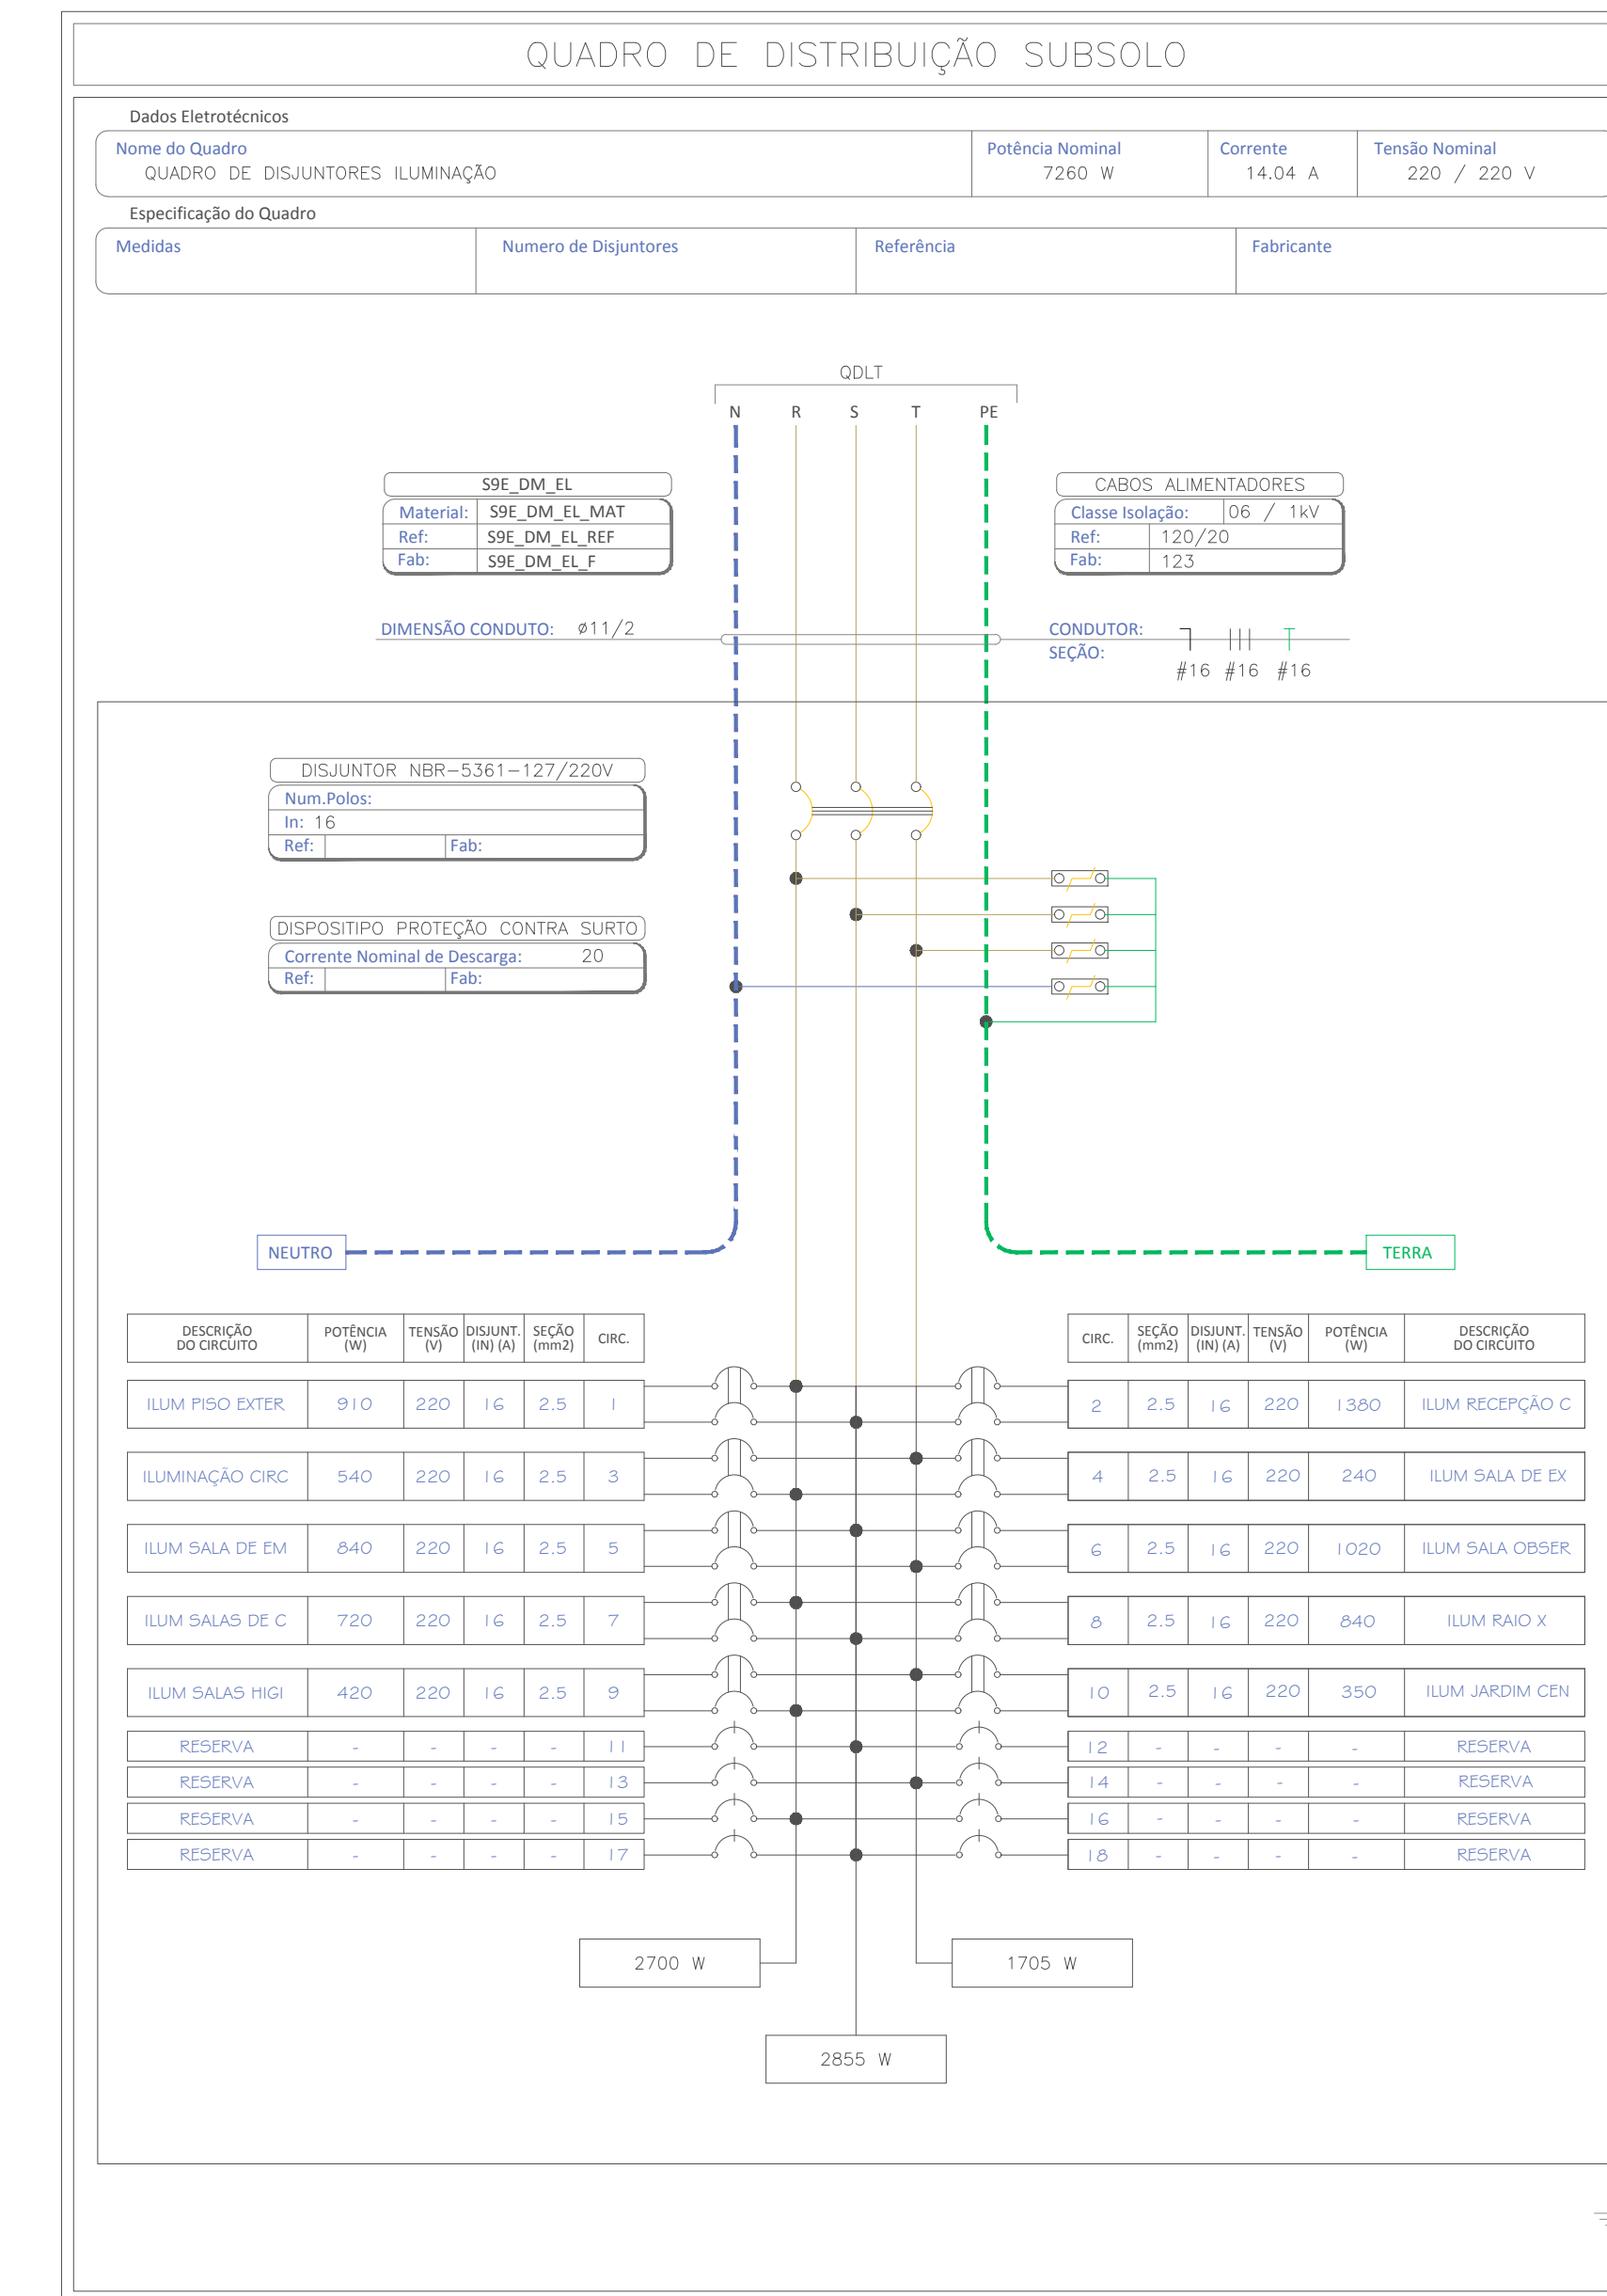 QUADRO DE DISTRIBUIÇÃO SUBSOLO
Dados Eletrotécnicos
Nome do Quadro Potência Nominal Corrente Tensão Nominal
QUADRO DE DISJUNTORES ILUMINAÇÃO 7260 W 14.04 A 220 / 220 V
Especificação do Quadro
Medidas Numero de Disjuntores Referência Fabricante
QDLT
N R S T PE
S9E_DM_EL
Material: S9E_DM_EL_MAT
Ref: S9E_DM_EL_REF
Fab: S9E_DM_EL_F
CABOS ALIMENTADORES
Classe Isolação: 06 / 1kV
Ref: 120/20
Fab: 123
DIMENSÃO CONDUTO: ø11/2
CONDUTOR:
SEÇÃO:
#16 #16 #16
DISJUNTOR NBR-5361-127/220V
Num.Polos:
In: 16
Ref: Fab:
DISPOSITIPO PROTEÇÃO CONTRA SURTO
Corrente Nominal de Descarga: 20
Ref: Fab:
NEUTRO TERRA
DESCRIÇÃO DO CIRCUITO POTÊNCIA (W) TENSÃO (V) DISJUNT. (IN) (A) SEÇÃO (mm2) CIRC.
CIRC. SEÇÃO (mm2) DISJUNT. (IN) (A) TENSÃO (V) POTÊNCIA (W) DESCRIÇÃO DO CIRCUITO
ILUM PISO EXTER 910 220 16 2.5 1
2 2.5 16 220 1380 ILUM RECEPÇÃO C
ILUMINAÇÃO CIRC 540 220 16 2.5 3
4 2.5 16 220 240 ILUM SALA DE EX
ILUM SALA DE EM 840 220 16 2.5 5
6 2.5 16 220 1020 ILUM SALA OBSER
ILUM SALAS DE C 720 220 16 2.5 7
8 2.5 16 220 840 ILUM RAIO X
ILUM SALAS HIGI 420 220 16 2.5 9
10 2.5 16 220 350 ILUM JARDIM CEN
RESERVA - - - - 11
12 - - - - RESERVA
RESERVA - - - - 13
14 - - - - RESERVA
RESERVA - - - - 15
16 - - - - RESERVA
RESERVA - - - - 17
18 - - - - RESERVA
2700 W 1705 W
2855 W